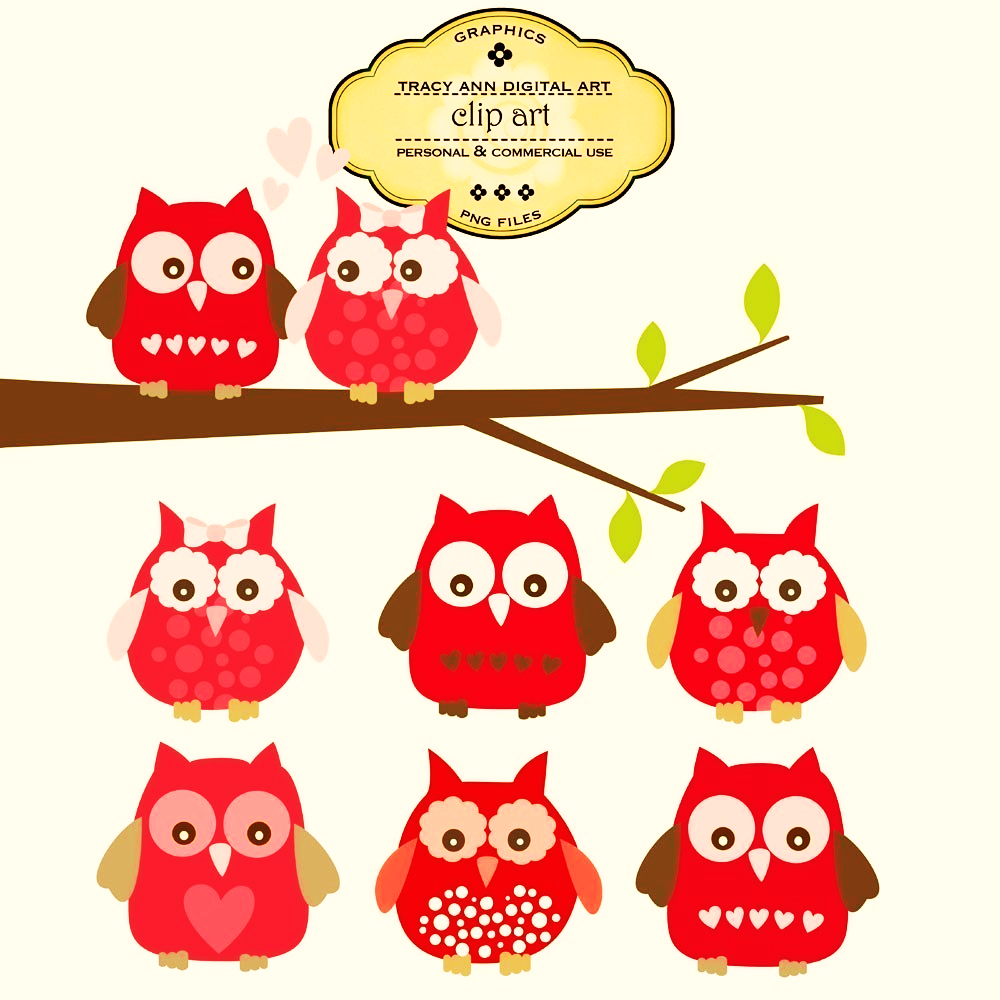 GRAPHICS
TRACY ANN DIGITAL ART
clip art
PERSONAL & COMMERCIAL USE
PNG FILES